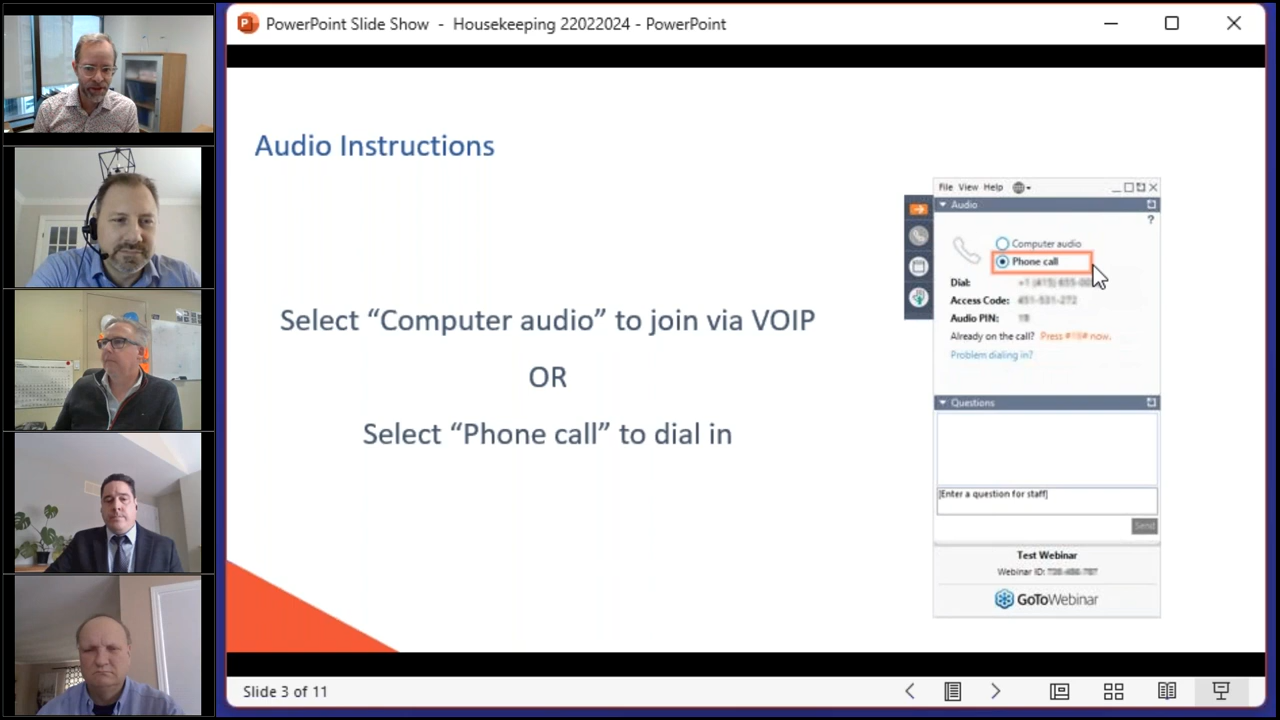 PowerPoint Slide Show - Housekeeping 22022024 - PowerPoint
Audio Instructions
Select “Computer audio” to join via VOIP
OR
Select “Phone call” to dial in
File View Help
Audio
?
Computer audio
Phone call
Dial:
Access Code:
Audio PIN:
Already on the call? Press now.
Problem dialing in?
Questions
[Enter a question for staff]
Send
Test Webinar
Webinar ID:
GoToWebinar
Slide 3 of 11